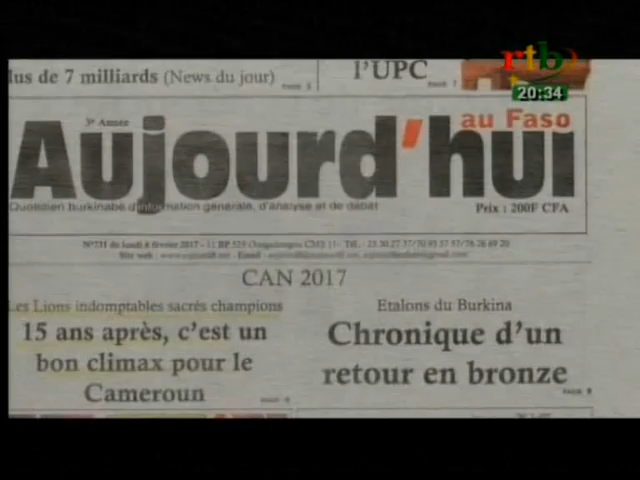 lus de 7 milliards (News du jour)
l'UPC
rtb
20:34
3e Année
au Faso
Aujourd'hui
Quotidien burkinabè d'information générale, d'analyse et de débat
Prix : 200F CFA
CAN 2017
Les Lions indomptables sacrés champions
15 ans après, c'est un
bon climax pour le
Cameroun
Etalons du Burkina
Chronique d'un
retour en bronze